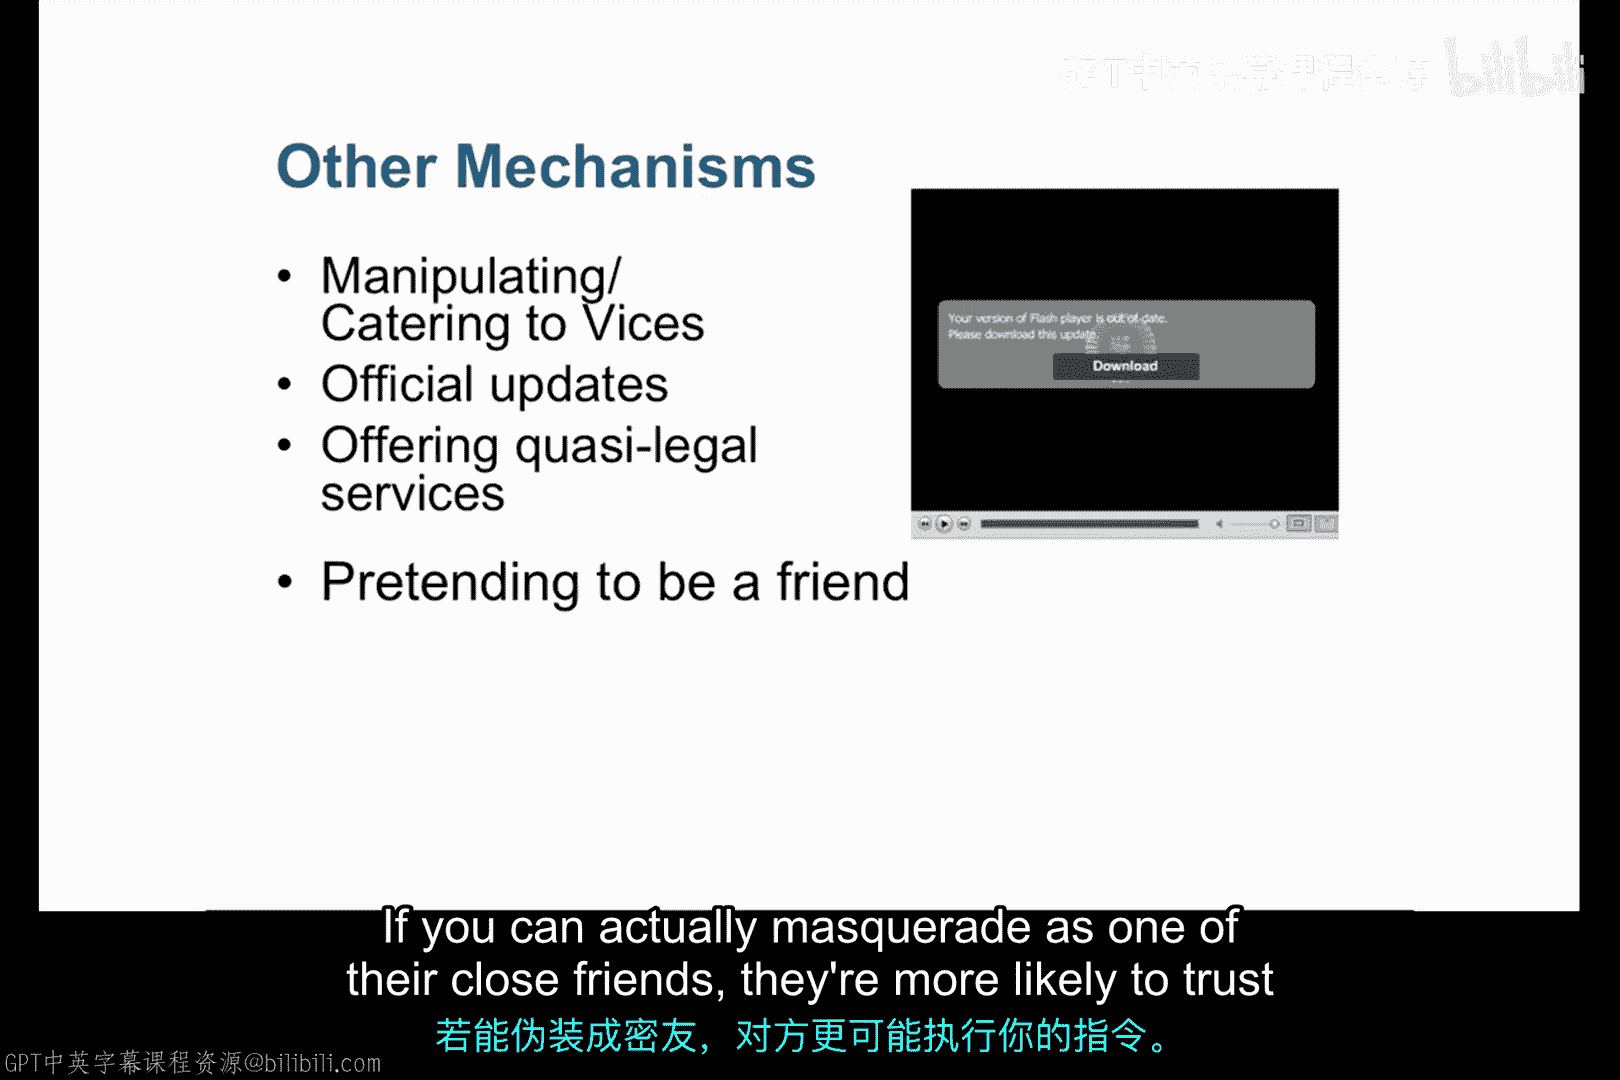 bilibili
Other Mechanisms
• Manipulating/
Catering to Vices
• Official updates
• Offering quasi-legal
services
• Pretending to be a friend
Your version of Flash player is out of date.
Please download this update.
Download
If you can actually masquerade as one of
their close friends, they're more likely to trust
若能伪装成密友，对方更可能执行你的指令。
GPT中英字幕课程资源@bilibili.com